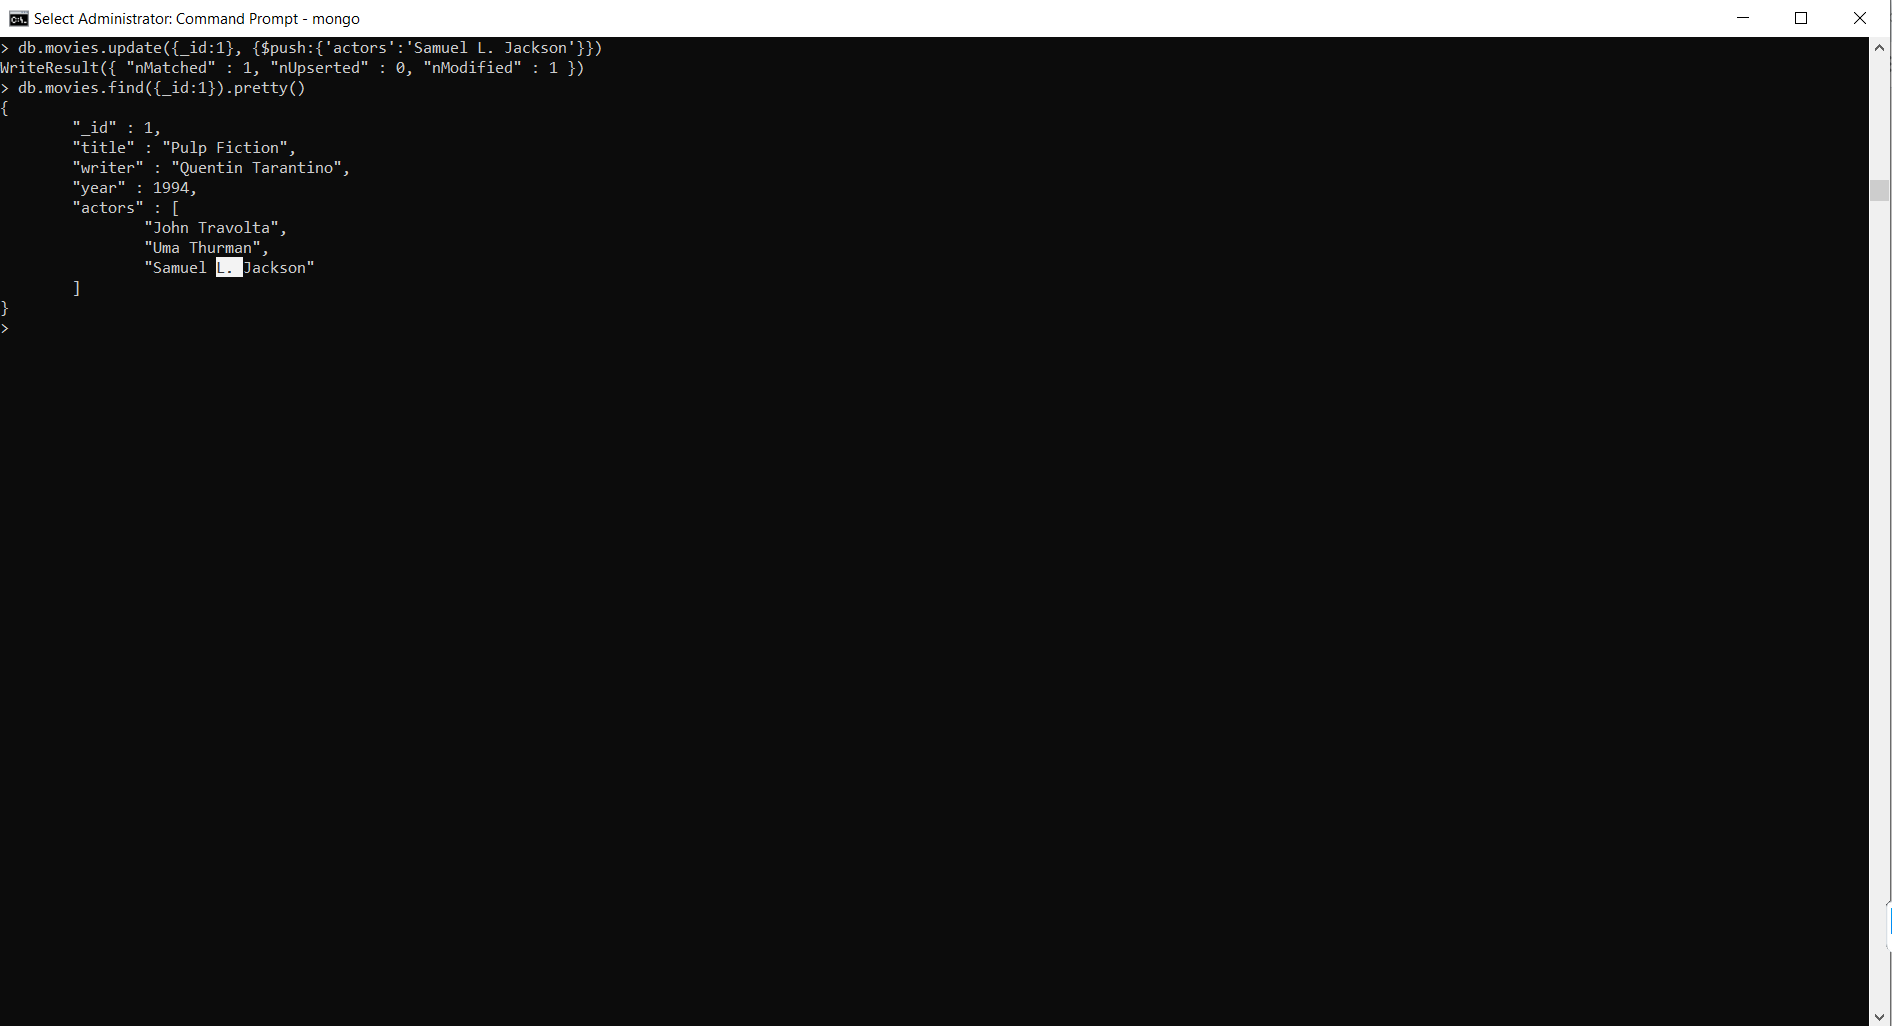 Select Administrator: Command Prompt - mongo
> db.movies.update({_id:1}, {$push:{'actors':'Samuel L. Jackson'}})
WriteResult({ "nMatched" : 1, "nUpserted" : 0, "nModified" : 1 })
> db.movies.find({_id:1}).pretty()
{
        "_id" : 1,
        "title" : "Pulp Fiction",
        "writer" : "Quentin Tarantino",
        "year" : 1994,
        "actors" : [
                "John Travolta",
                "Uma Thurman",
                "Samuel L. Jackson"
        ]
}
>